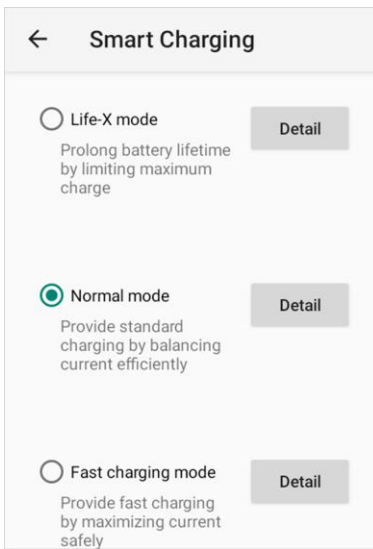 Smart Charging
Life-X mode
Detail
Prolong battery lifetime
by limiting maximum
charge
Normal mode
Detail
Provide standard
charging by balancing
current efficiently
Fast charging mode
Detail
Provide fast charging
by maximizing current
safely